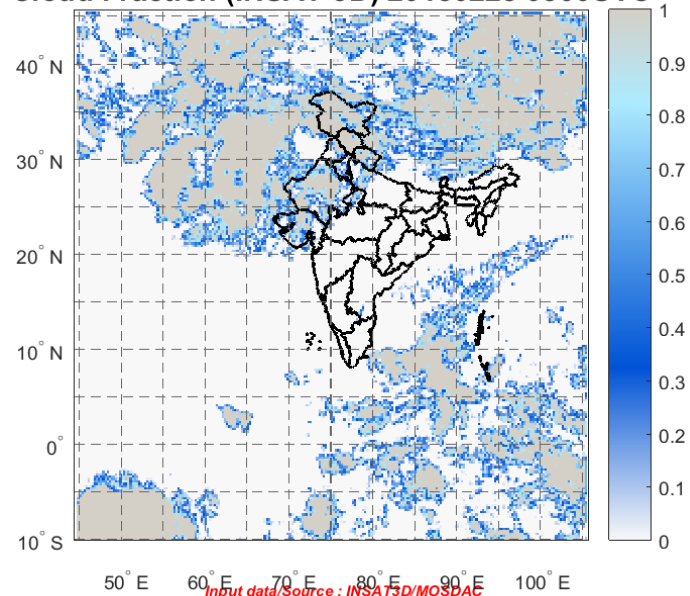 40° N
30° N
20° N
10° N
0°
10° S
50° E
60° E
70° E
80° E
90° E
100° E
1
0.9
0.8
0.7
0.6
0.5
0.4
0.3
0.2
0.1
0
Input data/Source : INSAT3D/MOSDAC